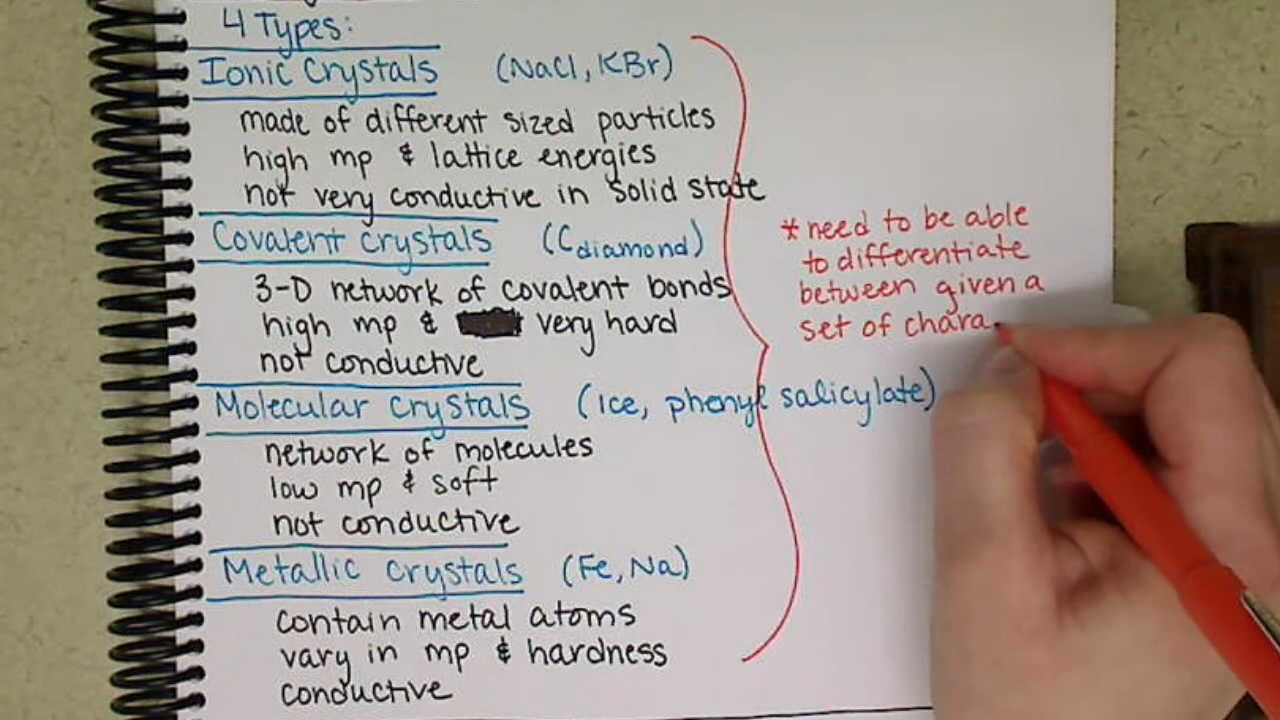 4 Types:
Ionic Crystals (NaCl, KBr)
made of different sized particles
high mp & lattice energies
not very conductive in solid state
Covalent crystals (Cdiamond)
3-D network of covalent bonds
high mp & very hard
not conductive
Molecular crystals (ice, phenyl salicylate)
network of molecules
low mp & soft
not conductive
Metallic crystals (Fe, Na)
contain metal atoms
vary in mp & hardness
conductive
*need to be able
to differentiate
between given a
set of chara